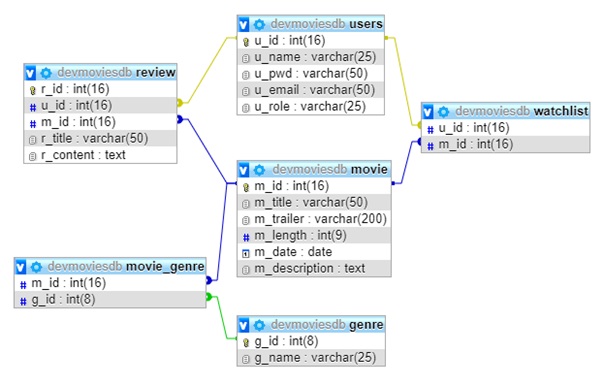 devmoviesdb users
u_id : int(16)
u_name : varchar(25)
u_pwd : varchar(50)
u_email : varchar(50)
u_role : varchar(25)
devmoviesdb review
r_id : int(16)
u_id : int(16)
m_id : int(16)
r_title : varchar(50)
r_content : text
devmoviesdb watchlist
u_id : int(16)
m_id : int(16)
devmoviesdb movie
m_id : int(16)
m_title : varchar(50)
m_trailer : varchar(200)
m_length : int(9)
m_date : date
m_description : text
devmoviesdb movie_genre
m_id : int(16)
g_id : int(8)
devmoviesdb genre
g_id : int(8)
g_name : varchar(25)